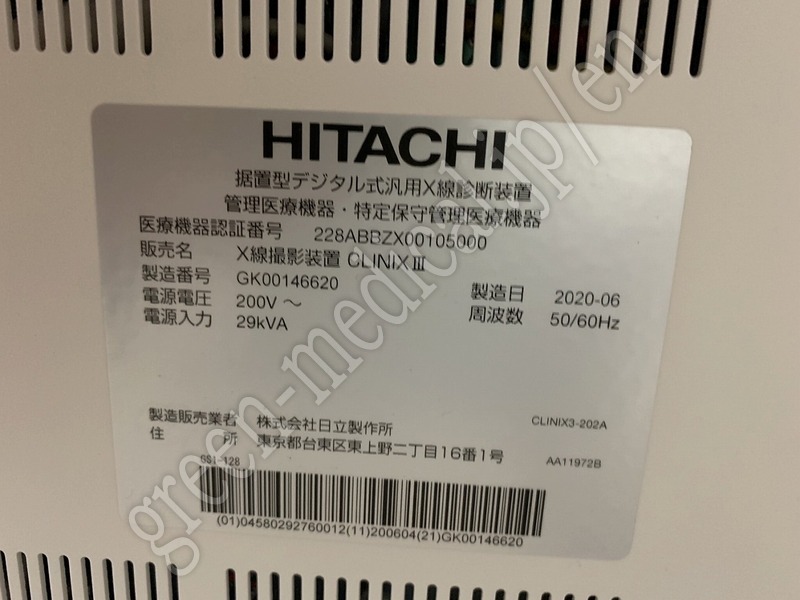 HITACHI
据置型デジタル式汎用X線診断装置
管理医療機器・特定保守管理医療機器
医療機器認証番号 228ABBZX00105000
販売名 X線撮影装置 CLINIX III
製造番号 GK00146620 製造日 2020-06
電源電圧 200V ～ 周波数 50/60Hz
電源入力 29kVA
製造販売業者 株式会社日立製作所 CLINIX3-202A
住 所 東京都台東区東上野二丁目16番1号 AA11972B
GS1-128
(01)04580292760012(11)200604(21)GK00146620
green-medical.jp/en